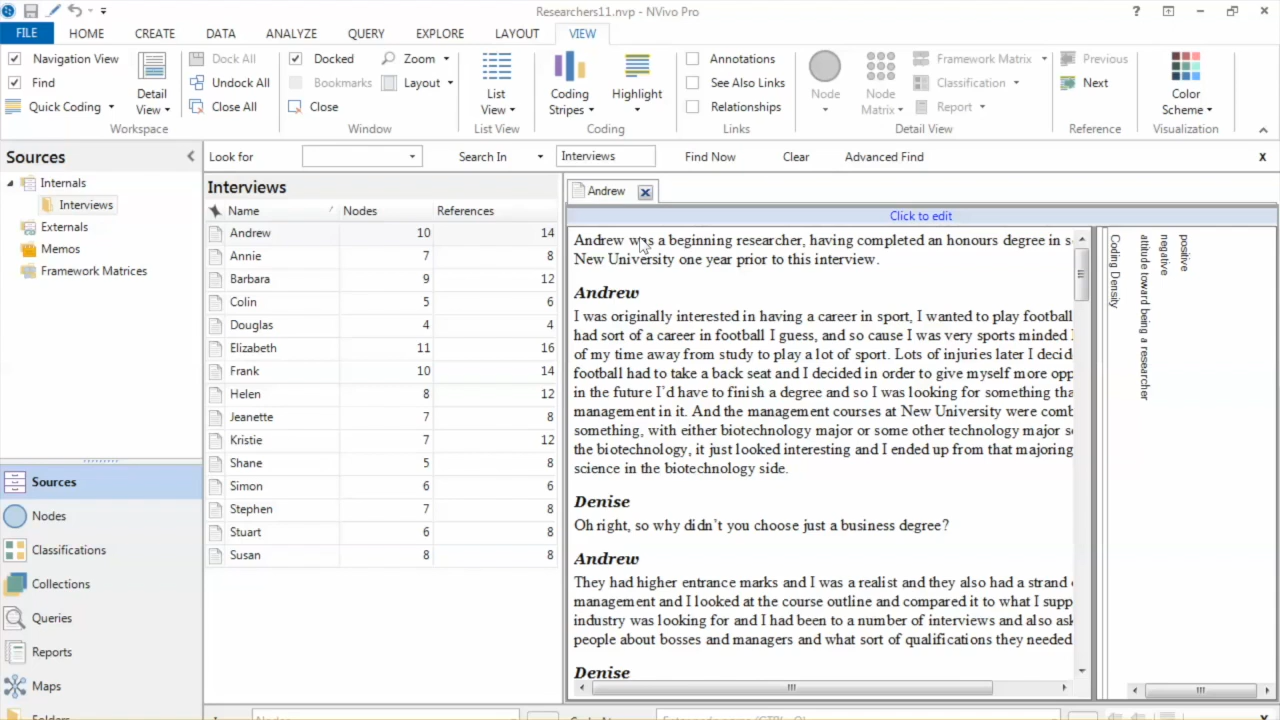 Researchers11.nvp - NVivo Pro
FILE HOME CREATE DATA ANALYZE QUERY EXPLORE LAYOUT VIEW
Navigation View
Find
Quick Coding
Detail View
Dock All
Undock All
Close All
Workspace
Docked
Bookmarks
Close
Zoom
Layout
Window
List View
List View
Coding Stripes
Highlight
Coding
Annotations
See Also Links
Relationships
Links
Node
Node Matrix
Framework Matrix
Classification
Report
Detail View
Previous
Next
Reference
Color Scheme
Visualization
Sources
Look for Search In Interviews Find Now Clear Advanced Find X
Internals
Interviews
Externals
Memos
Framework Matrices
Sources
Nodes
Classifications
Collections
Queries
Reports
Maps
Interviews
Name Nodes References
Andrew 10 14
Annie 7 8
Barbara 9 12
Colin 5 6
Douglas 4 4
Elizabeth 11 16
Frank 10 14
Helen 8 12
Jeanette 7 8
Kristie 7 12
Shane 5 8
Simon 6 8
Stephen 7 8
Stuart 6 8
Susan 8 8
Andrew
Click to edit
Andrew was a beginning researcher, having completed an honours degree in s
New University one year prior to this interview.
Andrew
I was originally interested in having a career in sport, I wanted to play football
had sort of a career in football I guess, and so cause I was very sports minded I
of my time away from study to play a lot of sport. Lots of injuries later I decid
football had to take a back seat and I decided in order to give myself more opp
in the future I'd have to finish a degree and so I was looking for something tha
management in it. And the management courses at New University were comb
something, with either biotechnology major or some other technology major so
the biotechnology, it just looked interesting and I ended up from that majoring
science in the biotechnology side.
Denise
Oh right, so why didn't you choose just a business degree?
Andrew
They had higher entrance marks and I was a realist and they also had a strand
management and I looked at the course outline and compared it to what I supp
industry was looking for and I had been to a number of interviews and also ask
people about bosses and managers and what sort of qualifications they needed
Denise
Coding Density
attitude toward being a researcher
negative
positive